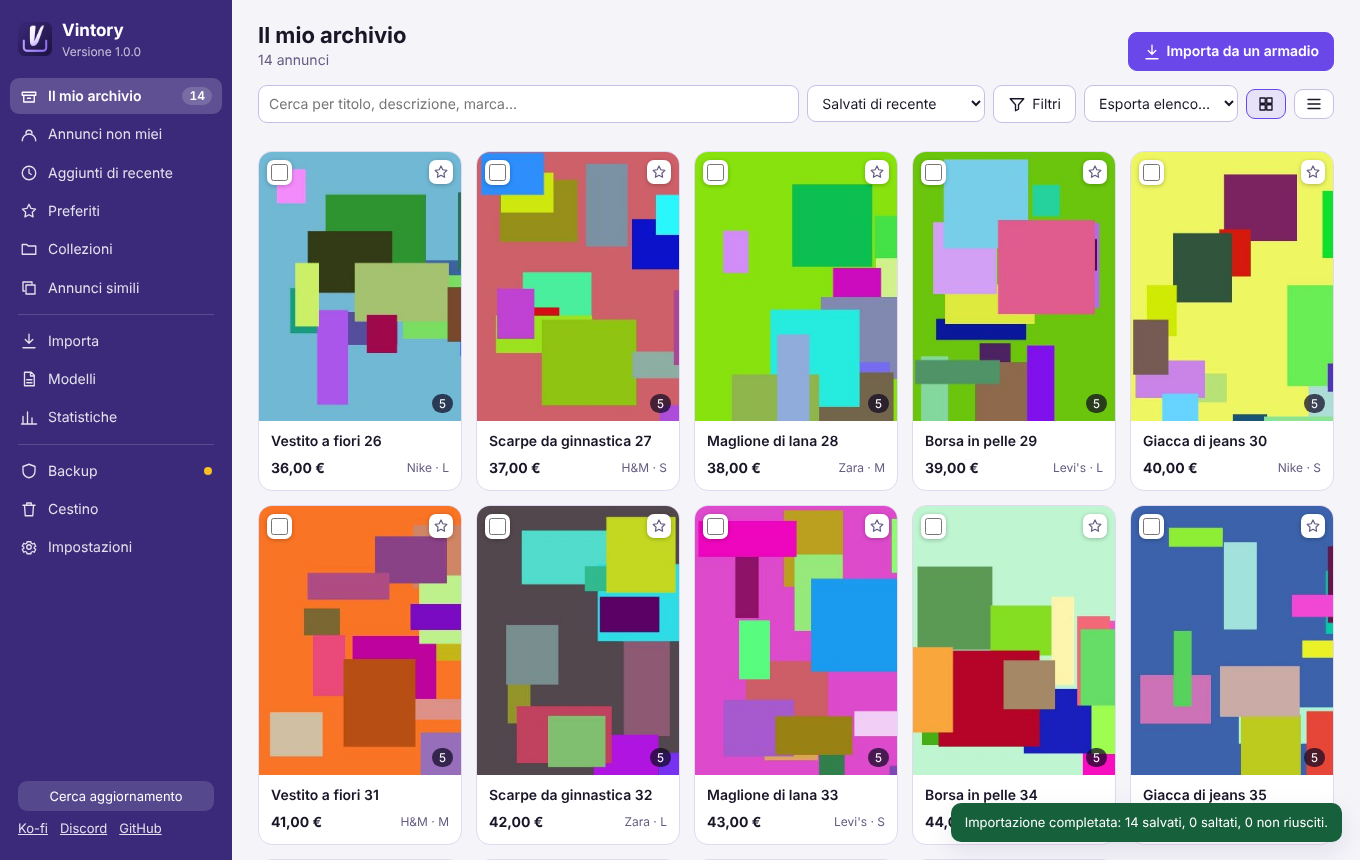 Vintory
Versione 1.0.0
Il mio archivio 14
Annunci non miei
Aggiunti di recente
Preferiti
Collezioni
Annunci simili
Importa
Modelli
Statistiche
Backup
Cestino
Impostazioni
Cerca aggiornamento
Ko-fi Discord GitHub
Il mio archivio
14 annunci
Importa da un armadio
Cerca per titolo, descrizione, marca...
Salvati di recente
Filtri
Esporta elenco...
5
5
5
5
5
Vestito a fiori 26
36,00 € Nike · L
Scarpe da ginnastica 27
37,00 € H&M · S
Maglione di lana 28
38,00 € Zara · M
Borsa in pelle 29
39,00 € Levi's · L
Giacca di jeans 30
40,00 € Nike · S
5
5
5
5
5
Vestito a fiori 31
41,00 € H&M · M
Scarpe da ginnastica 32
42,00 € Zara · L
Maglione di lana 33
43,00 € Levi's · S
Borsa in pelle 34
Giacca di jeans 35
Importazione completata: 14 salvati, 0 saltati, 0 non riusciti.